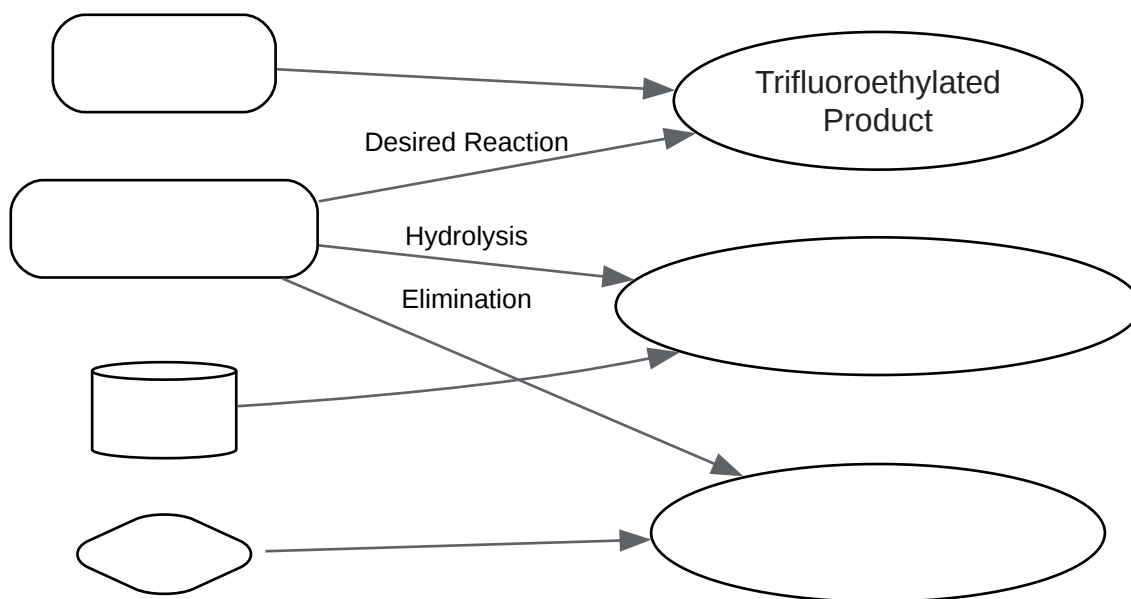 Trifluoroethylated
Product
Desired Reaction
Hydrolysis
Elimination